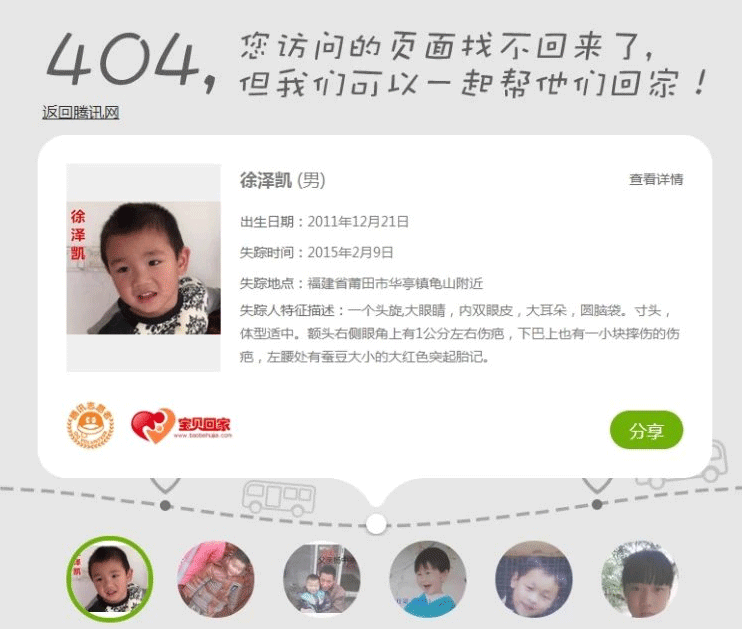 404,
您访问的页面找不回来了,
但我们可以一起帮他们回家！
返回腾讯网
徐泽凯
徐泽凯 (男)
查看详情
出生日期：2011年12月21日
失踪时间：2015年2月9日
失踪地点：福建省莆田市华亭镇龟山附近
失踪人特征描述：一个头旋,大眼睛，内双眼皮，大耳朵，圆脑袋。寸头，
体型适中。额头右侧眼角上有1公分左右伤疤，下巴上也有一小块摔伤的伤
疤，左腰处有蚕豆大小的大红色突起胎记。
腾讯志愿者
宝贝回家
分享